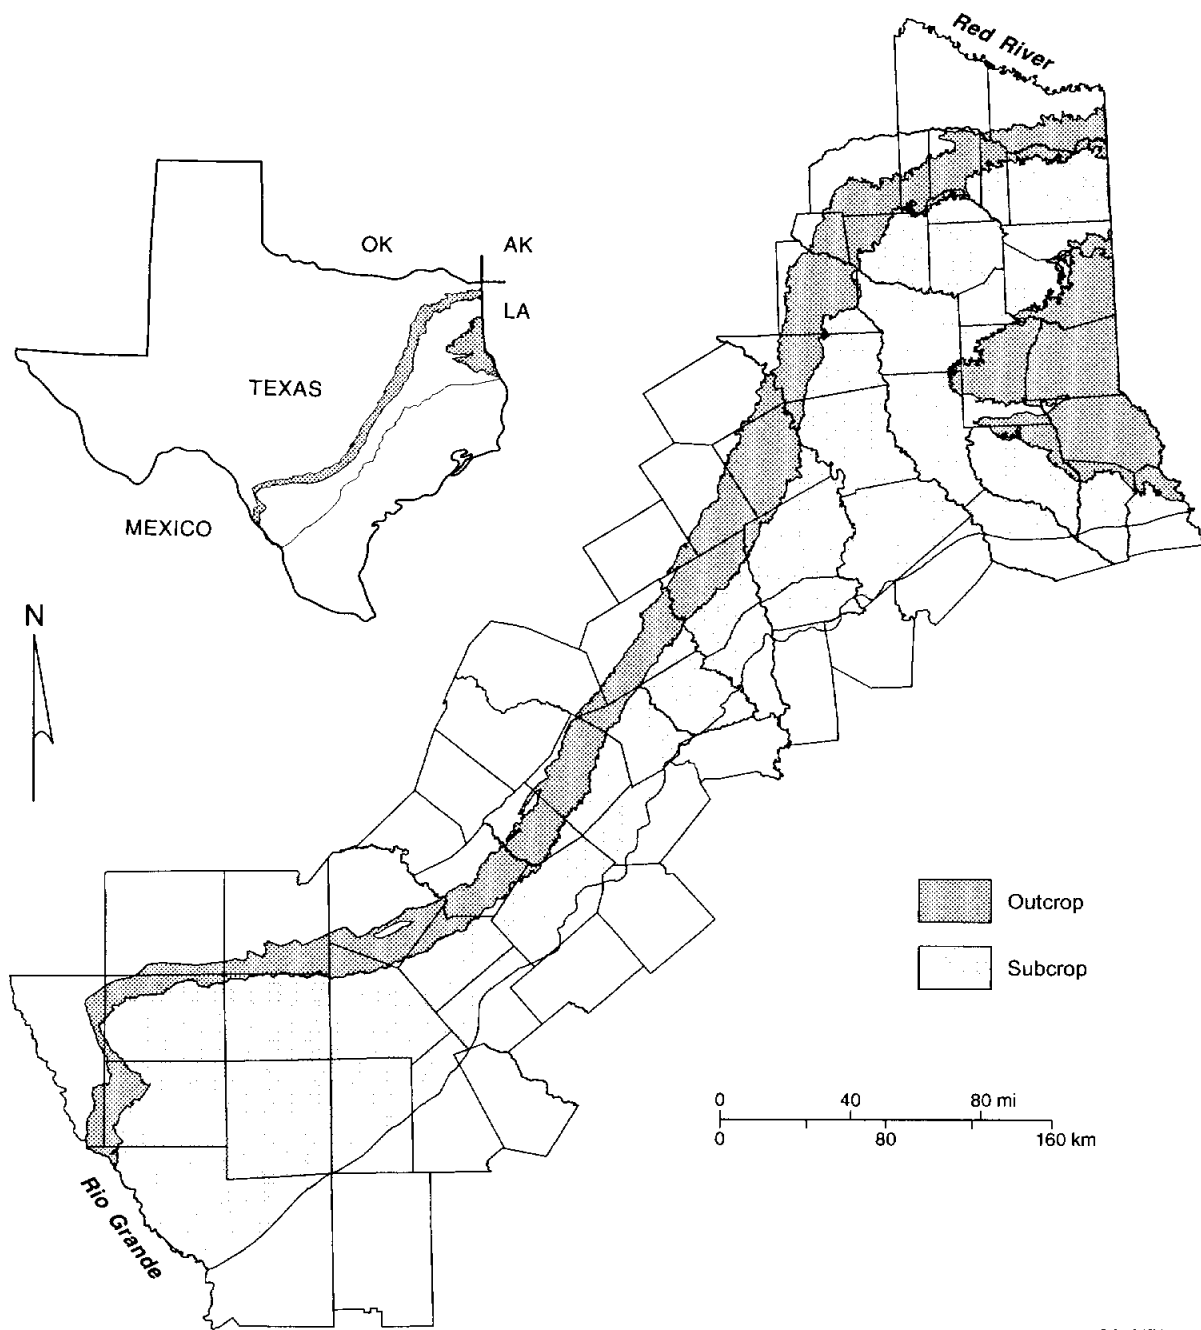 Red River
OK
AK
LA
TEXAS
MEXICO
N
Outcrop
Subcrop
0 40 80 mi
0 80 160 km
Rio Grande